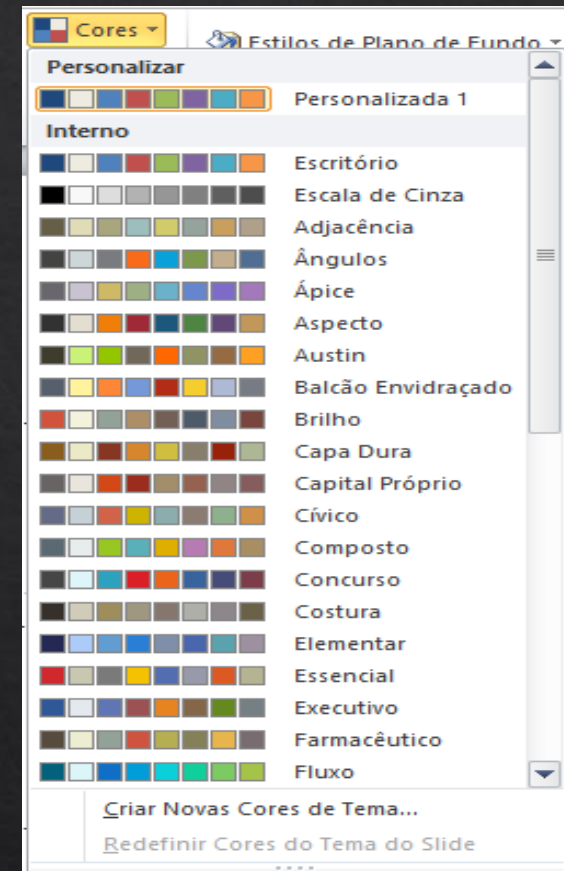 Cores
Estilos de Plano de Fundo
Personalizar
Personalizada 1
Interno
Escritório
Escala de Cinza
Adjacência
Ângulos
Ápice
Aspecto
Austin
Balcão Envidraçado
Brilho
Capa Dura
Capital Próprio
Cívico
Composto
Concurso
Costura
Elementar
Essencial
Executivo
Farmacêutico
Fluxo
Criar Novas Cores de Tema...
Redefinir Cores do Tema do Slide